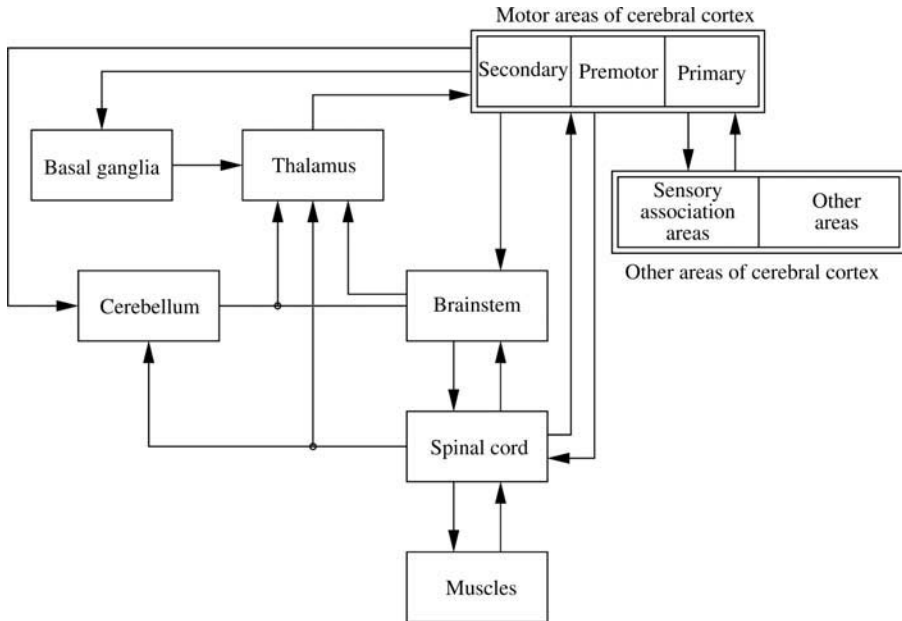 Motor areas of cerebral cortex
Secondary
Premotor
Primary
Basal ganglia
Thalamus
Sensory
association
areas
Other
areas
Other areas of cerebral cortex
Cerebellum
Brainstem
Spinal cord
Muscles